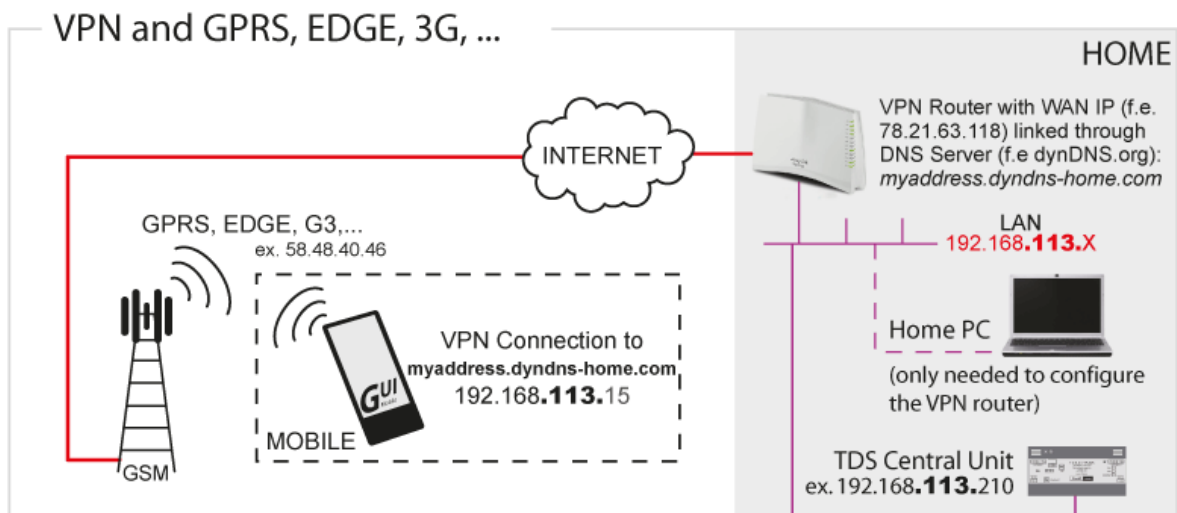 VPN and GPRS, EDGE, 3G, ...
HOME
VPN Router with WAN IP (f.e.
78.21.63.118) linked through
DNS Server (f.e dynDNS.org):
myaddress.dyndns-home.com
INTERNET
GPRS, EDGE, G3,...
ex. 58.48.40.46
LAN
192.168.113.X
VPN Connection to
myaddress.dyndns-home.com
192.168.113.15
GUI
MOBILE
GSM
Home PC
(only needed to configure
the VPN router)
TDS Central Unit
ex. 192.168.113.210